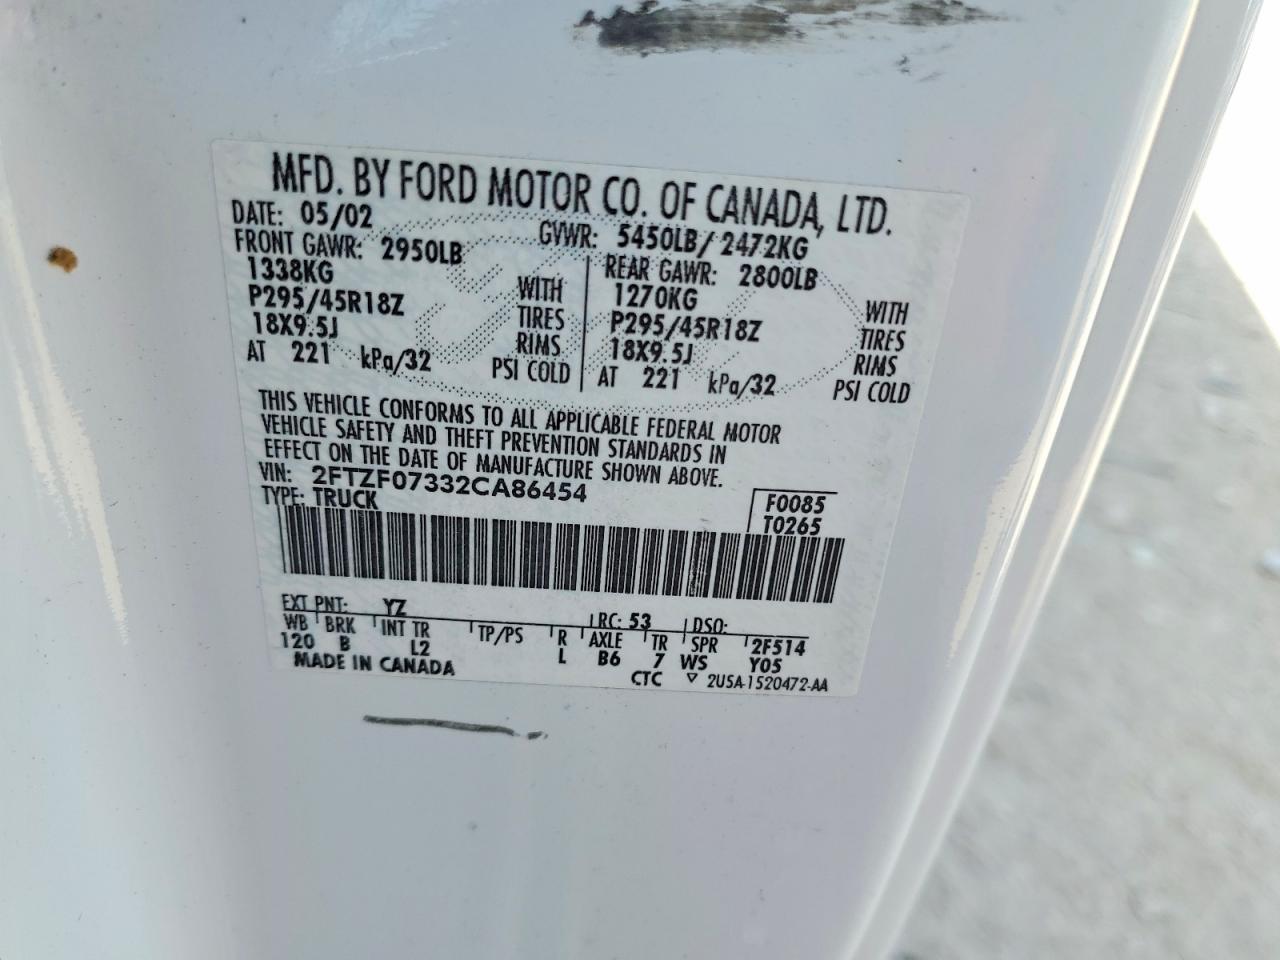 MFD. BY FORD MOTOR CO. OF CANADA, LTD.
DATE: 05/02 GVWR: 5450LB/ 2472KG
FRONT GAWR: 2950LB REAR GAWR: 2800LB
1338KG WITH 1270KG WITH
P295/45R18Z TIRES P295/45R18Z TIRES
18X9.5J RIMS 18X9.5J RIMS
AT 221 kPa/32 PSI COLD AT 221 kPa/32 PSI COLD
THIS VEHICLE CONFORMS TO ALL APPLICABLE FEDERAL MOTOR
VEHICLE SAFETY AND THEFT PREVENTION STANDARDS IN
EFFECT ON THE DATE OF MANUFACTURE SHOWN ABOVE.
VIN: 2FTZF07332CA86454 F0085
TYPE: TRUCK T0265
EXT PNT: YZ RC: 53 DSO:
WB BRK INT TR TP/PS R AXLE TR SPR 2F514
120 B L2 L B6 7 WS Y05
MADE IN CANADA CTC ▽ 2U5A-1520472-AA